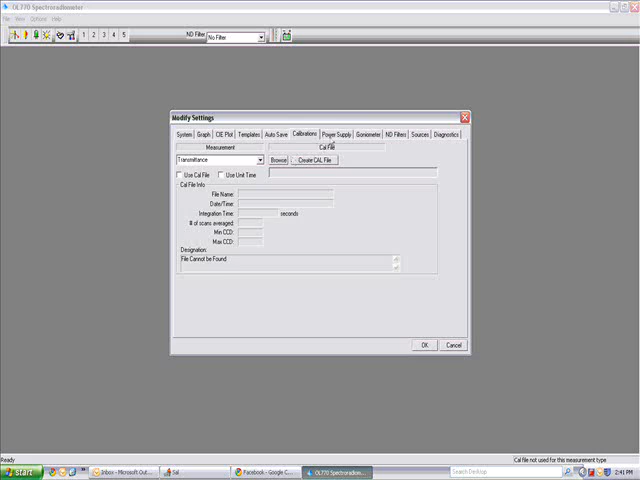 OL770 Spectroradiometer
File View Options Help
1 2 3 4 5 ND Filter No Filter
Modify Settings
System Graph CIE Plot Templates Auto Save Calibrations Power Supply Goniometer ND Filters Sources Diagnostics
Measurement Cal File
Transmittance Browse Create CAL File
Use Cal File Use Unit Time
Cal File Info
File Name:
Date/Time:
Integration Time: seconds
# of scans averaged:
Min CCD:
Max CCD:
Designation:
File Cannot be Found
OK Cancel
Ready Cal file not used for this measurement type
start Inbox - Microsoft Out... Sal Facebook - Google C... OL770 Spectroradiom... Search Desktop 2:41 PM